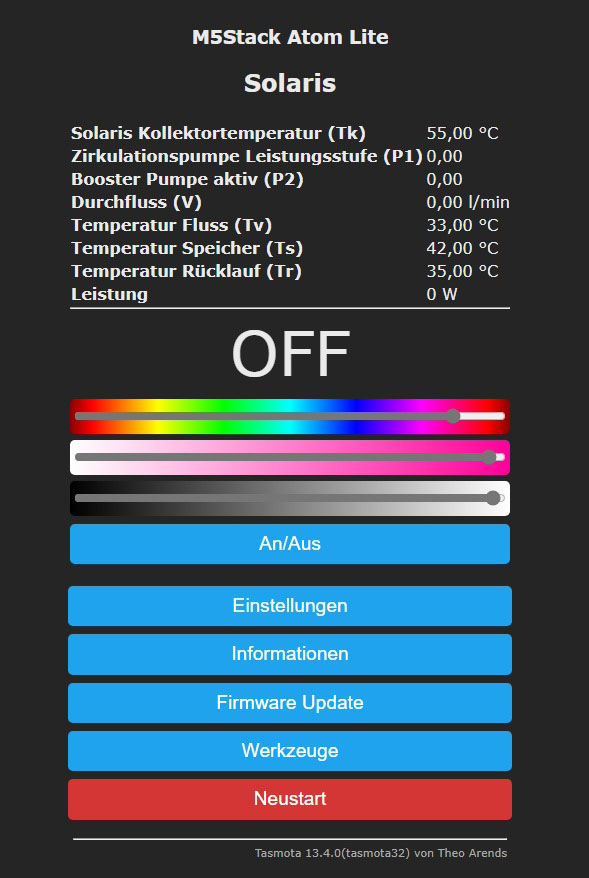 M5Stack Atom Lite
Solaris
Solaris Kollektortemperatur (Tk) 55,00 °C
Zirkulationspumpe Leistungsstufe (P1) 0,00
Booster Pumpe aktiv (P2) 0,00
Durchfluss (V) 0,00 l/min
Temperatur Fluss (Tv) 33,00 °C
Temperatur Speicher (Ts) 42,00 °C
Temperatur Rücklauf (Tr) 35,00 °C
Leistung 0 W
OFF
An/Aus
Einstellungen
Informationen
Firmware Update
Werkzeuge
Neustart
Tasmota 13.4.0(tasmota32) von Theo Arends